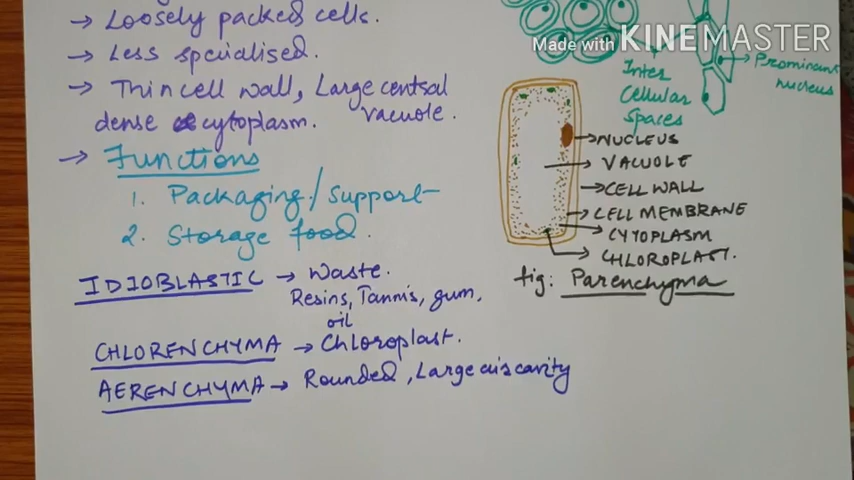 → Loosely packed cells.
→ Less specialised.
→ Thin cell wall, Large central vacuole.
dense cytoplasm.
→ Functions
1. Packaging/Support
2. Storage food.
IDIOBLASTIC → Waste.
Resins, Tannis, gum,
oil
CHLORENCHYMA → Chloroplast.
AERENCHYMA → Rounded, Large air cavity
Made with KINEMASTER
Inter
Cellular
Spaces
Prominant
nucleus
NUCLEUS
VACUOLE
CELL WALL
CELL MEMBRANE
CYTOPLASM
CHLOROPLAST.
fig: Parenchyma